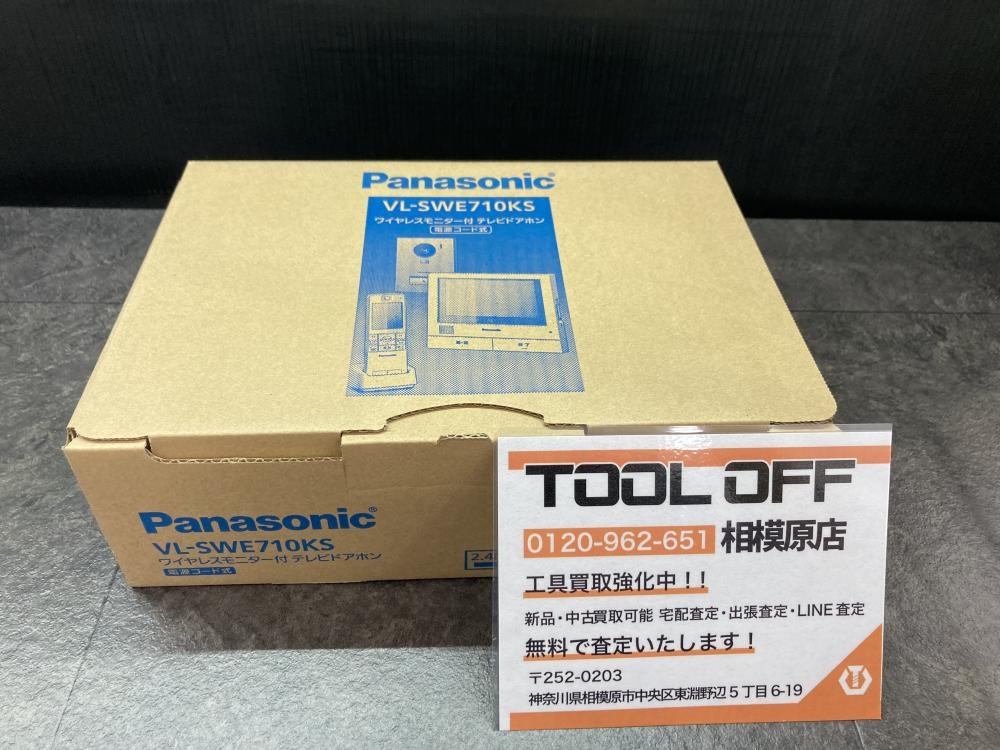 Panasonic
VL-SWE710KS
ワイヤレスモニター付 テレビドアホン
電源コード式
Panasonic®
VL-SWE710KS
ワイヤレスモニター付 テレビドアホン
電源コード式
2.4
TOOL OFF
0120-962-651 相模原店
工具買取強化中!!
新品・中古買取可能 宅配査定・出張査定・LINE査定
無料で査定いたします!
〒252-0203
神奈川県相模原市中央区東淵野辺5丁目6-19